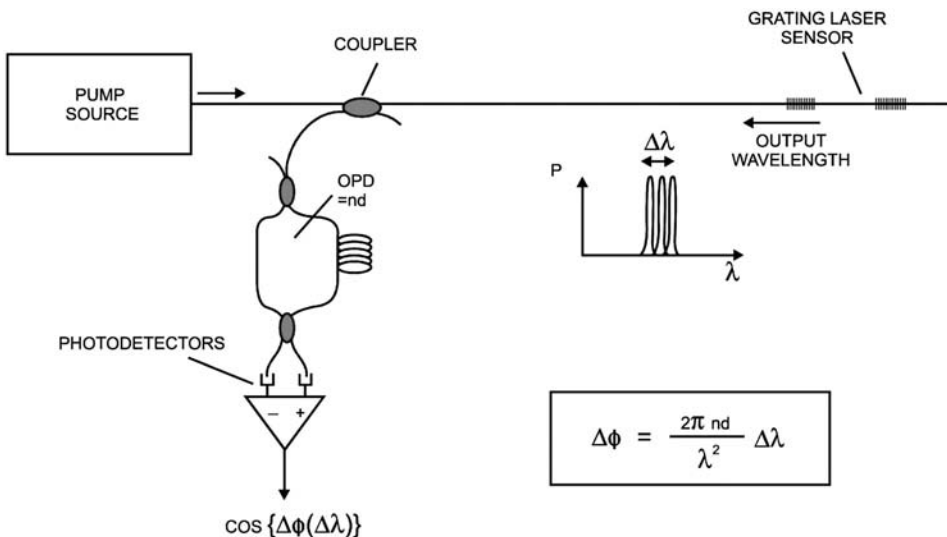 PUMP
SOURCE
COUPLER
GRATING LASER
SENSOR
OUTPUT
WAVELENGTH
Δλ
P
λ
OPD
=nd
PHOTODETECTORS
− +
COS {Δϕ(Δλ)}
Δϕ = 2π nd / λ² Δλ